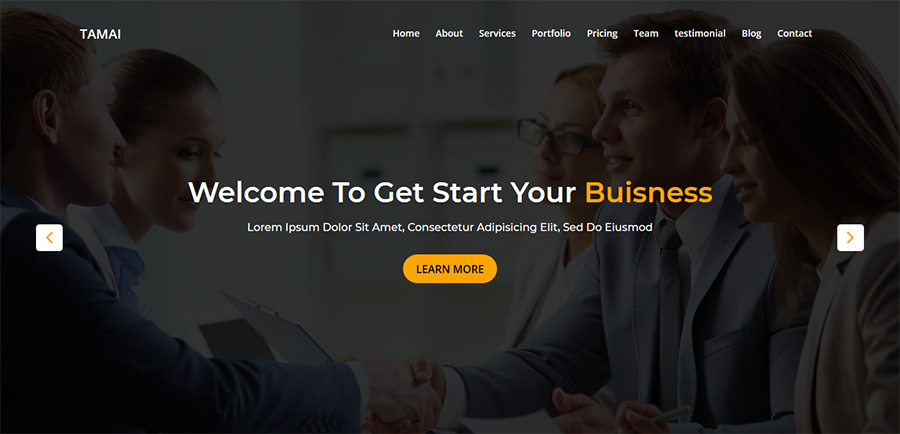 TAMAI
Home About Services Portfolio Pricing Team testimonial Blog Contact
Welcome To Get Start Your Buisness
Lorem Ipsum Dolor Sit Amet, Consectetur Adipisicing Elit, Sed Do Eiusmod
LEARN MORE